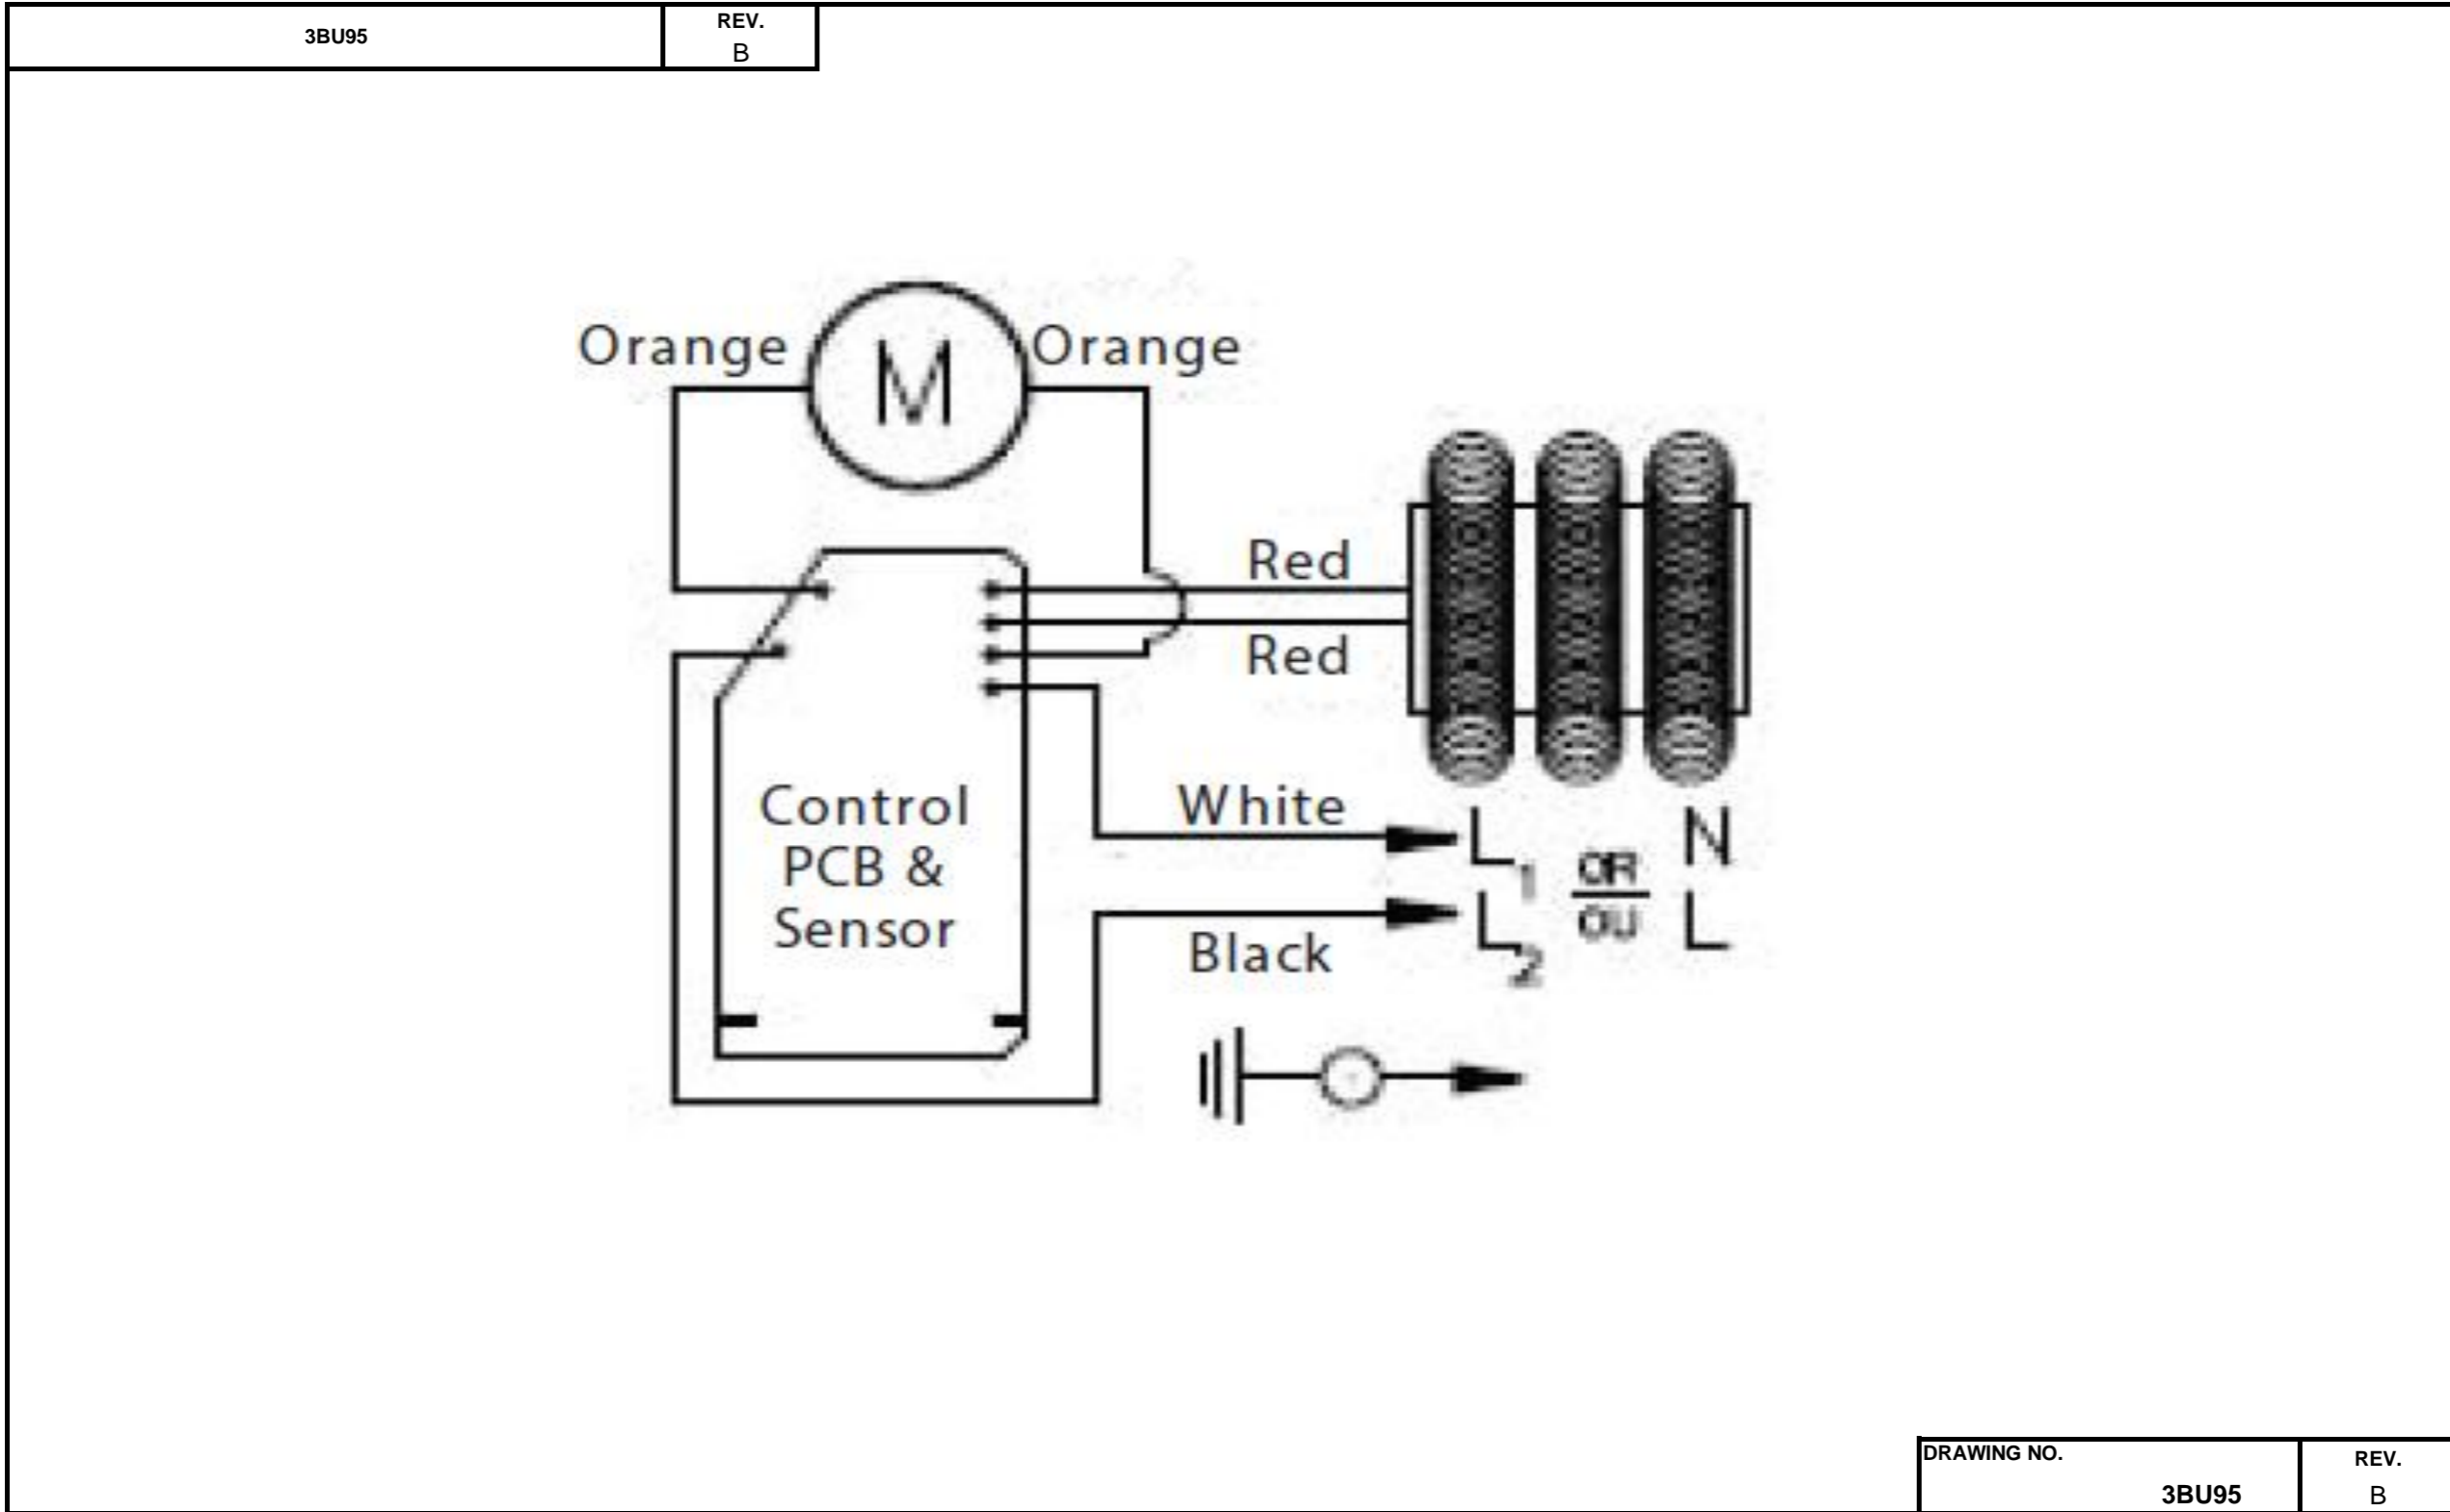 3BU95
REV.
B
Orange
M
Orange
Red
Red
Control
PCB &
Sensor
White
Black
L1 OR N
L2 OU L
DRAWING NO.
3BU95
REV.
B